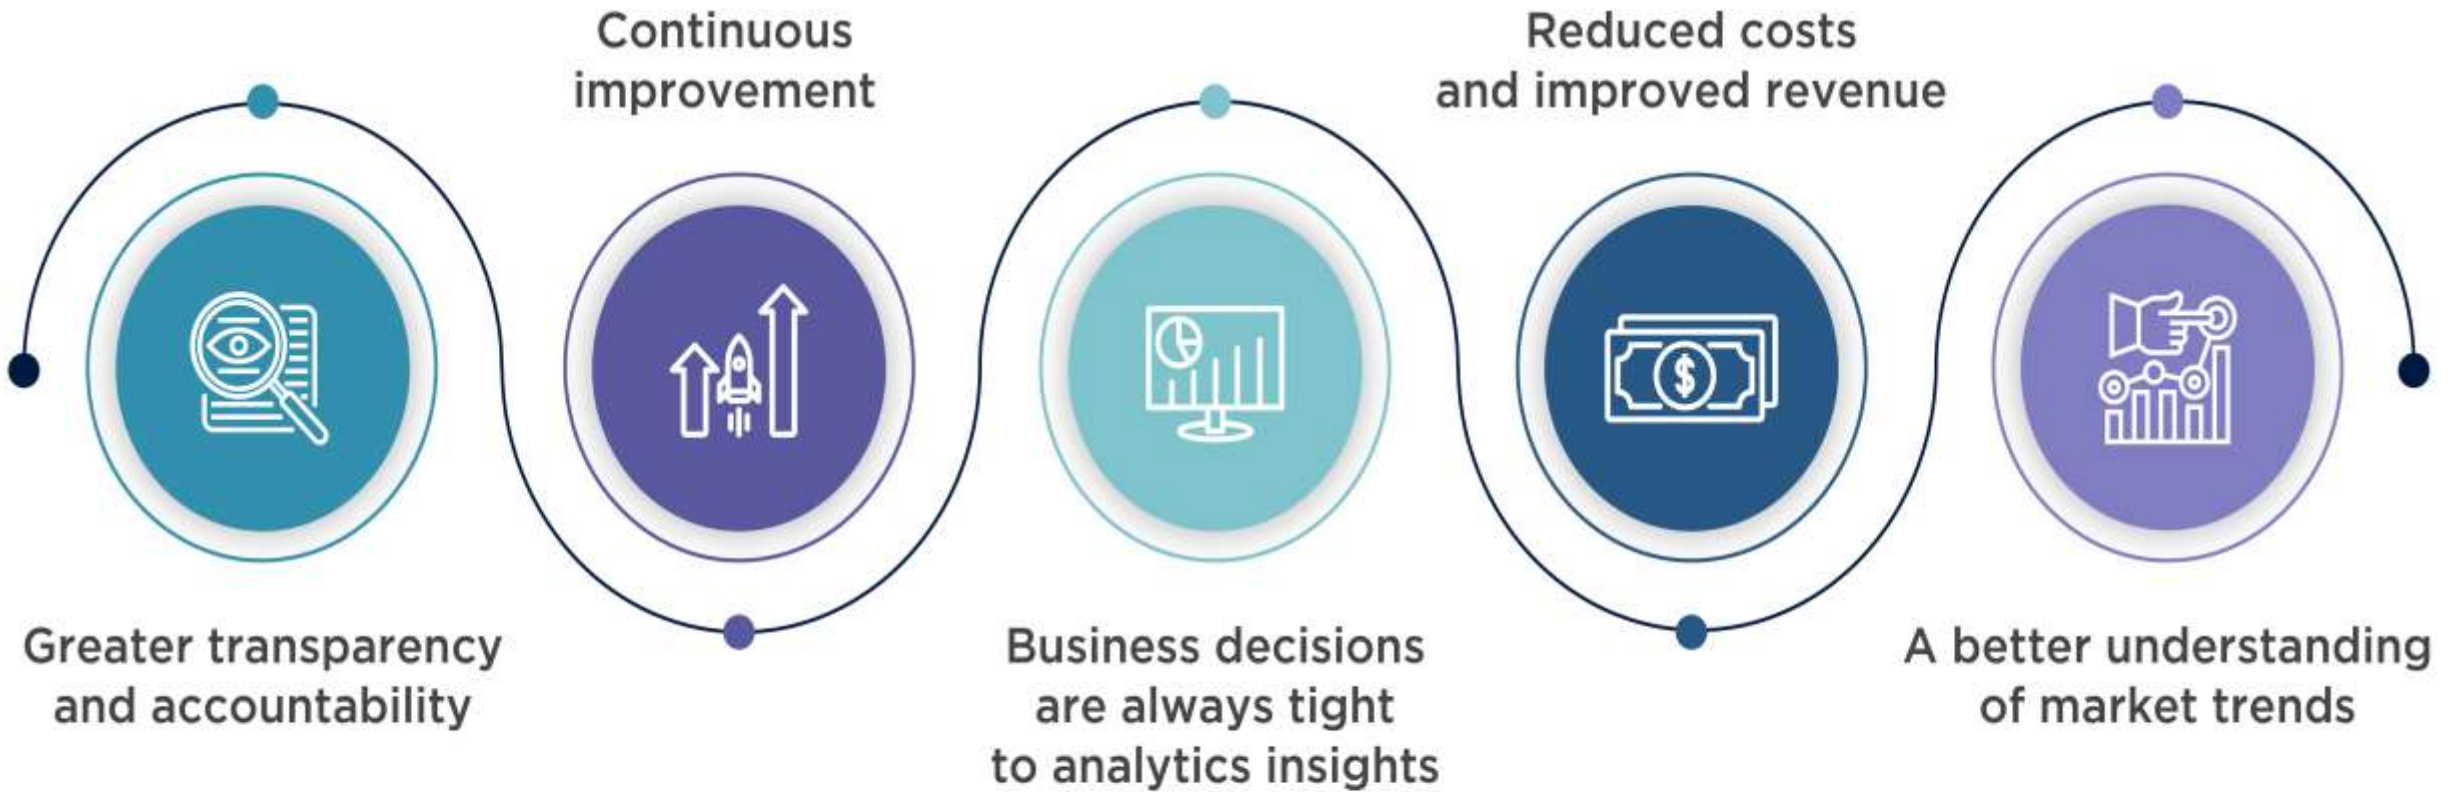 Greater transparency
and accountability
Continuous
improvement
Business decisions
are always tight
to analytics insights
Reduced costs
and improved revenue
A better understanding
of market trends